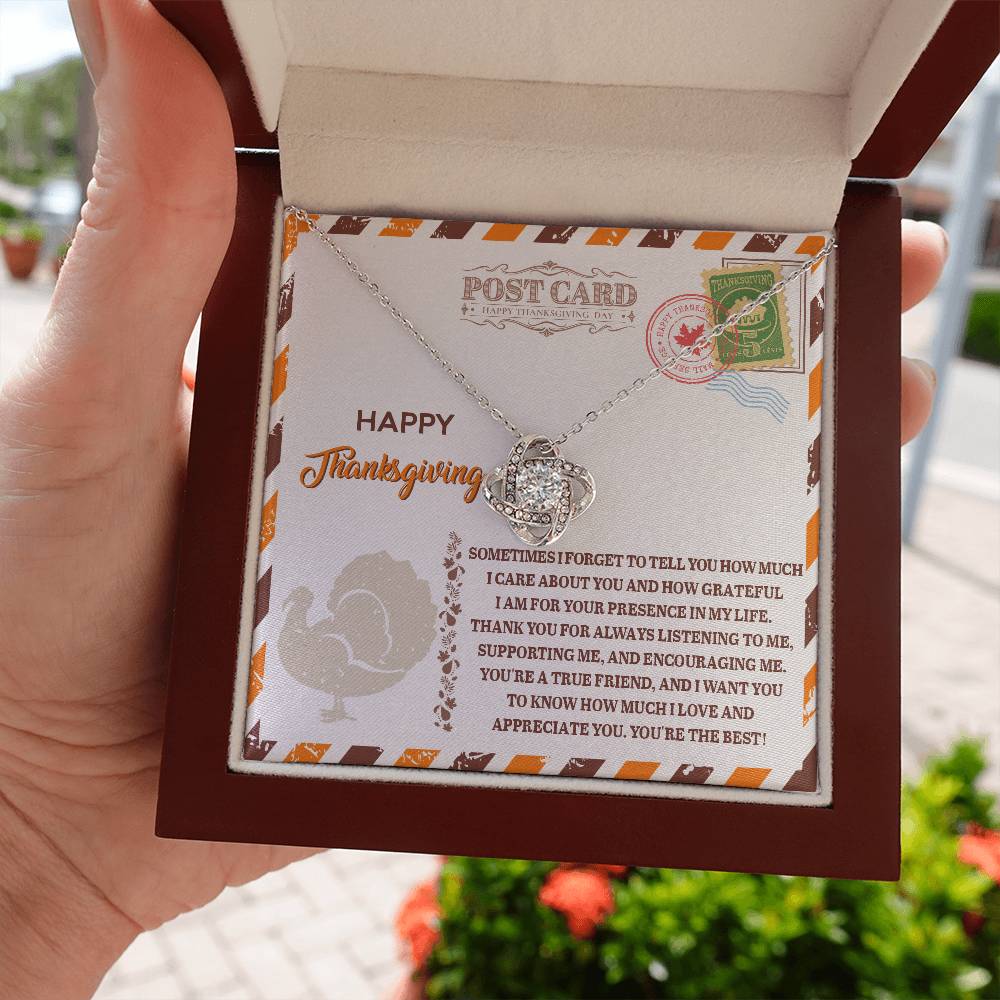 POST CARD
HAPPY THANKSGIVING DAY
THANKSGIVING
5
HAPPY
Thanksgiving
SOMETIMES I FORGET TO TELL YOU HOW MUCH
I CARE ABOUT YOU AND HOW GRATEFUL
I AM FOR YOUR PRESENCE IN MY LIFE.
THANK YOU FOR ALWAYS LISTENING TO ME,
SUPPORTING ME, AND ENCOURAGING ME.
YOU'RE A TRUE FRIEND, AND I WANT YOU
TO KNOW HOW MUCH I LOVE AND
APPRECIATE YOU. YOU'RE THE BEST!